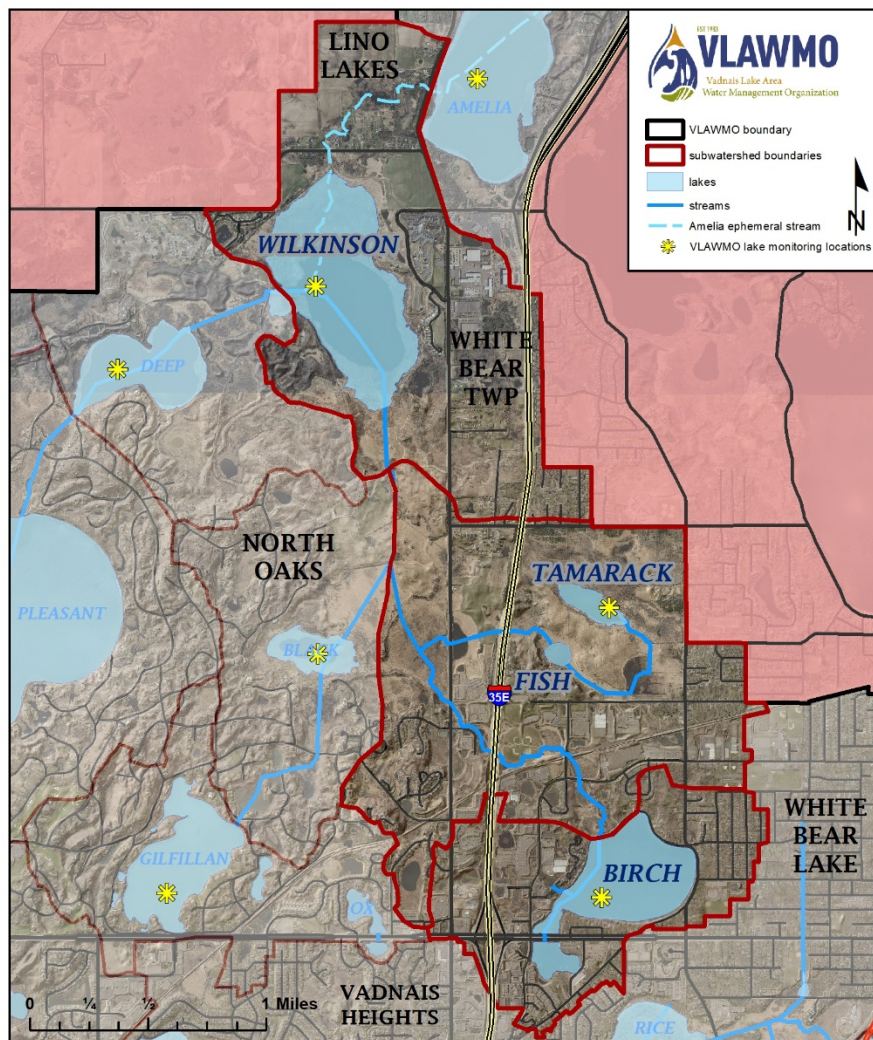 LINO
LAKES
AMELIA
EST 1983
VLAWMO
Vadnais Lake Area
Water Management Organization
VLAWMO boundary
subwatershed boundaries
lakes
streams
Amelia ephemeral stream
VLAWMO lake monitoring locations
N
WILKINSON
DEEP
WHITE
BEAR
TWP
NORTH
OAKS
TAMARACK
PLEASANT
BLACK
FISH
35E
WHITE
BEAR
LAKE
GILFILLAN
BIRCH
OX
VADNAIS
HEIGHTS
RICE
0 ¼ ½ 1 Miles